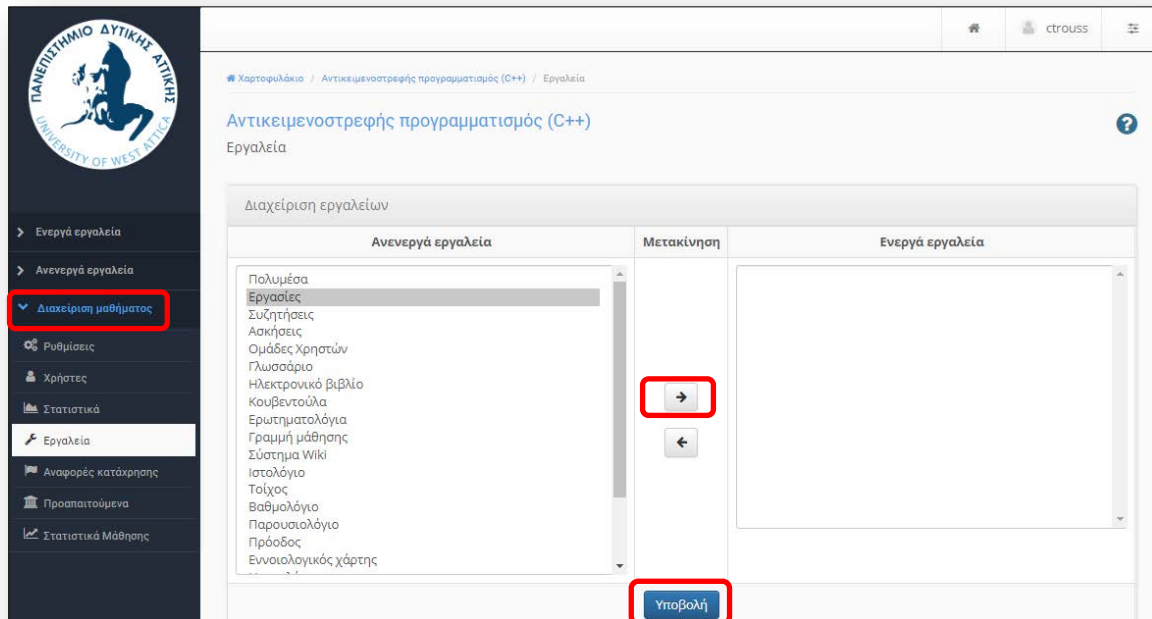 ΠΑΝΕΠΙΣΤΗΜΙΟ ΔΥΤΙΚΗΣ ΑΤΤΙΚΗΣ
UNIVERSITY OF WEST ATTICA
ctrouss
Χαρτοφυλάκιο / Αντικειμενοστρεφής προγραμματισμός (C++) / Εργαλεία
Αντικειμενοστρεφής προγραμματισμός (C++)
Εργαλεία
Ενεργά εργαλεία
Ανενεργά εργαλεία
Διαχείριση μαθήματος
Ρυθμίσεις
Χρήστες
Στατιστικά
Εργαλεία
Αναφορές κατάχρησης
Προαπαιτούμενα
Στατιστικά Μάθησης
Διαχείριση εργαλείων
Ανενεργά εργαλεία
Μετακίνηση
Ενεργά εργαλεία
Πολυμέσα
Εργασίες
Συζητήσεις
Ασκήσεις
Ομάδες Χρηστών
Γλωσσάριο
Ηλεκτρονικό βιβλίο
Κουβεντούλα
Ερωτηματολόγια
Γραμμή μάθησης
Σύστημα Wiki
Ιστολόγιο
Τοίχος
Βαθμολόγιο
Παρουσιολόγιο
Πρόοδος
Εννοιολογικός χάρτης
Υποβολή